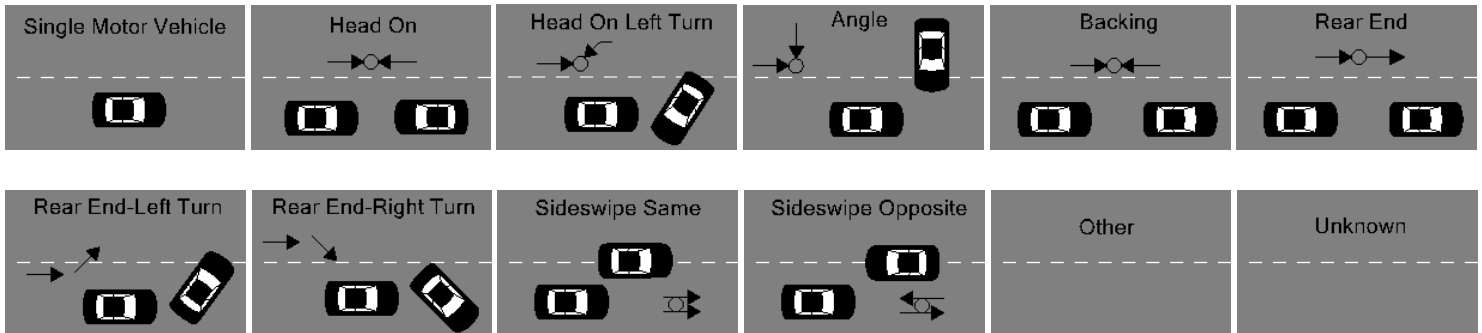 Single Motor Vehicle
Head On
Head On Left Turn
Angle
Backing
Rear End
Rear End-Left Turn
Rear End-Right Turn
Sideswipe Same
Sideswipe Opposite
Other
Unknown